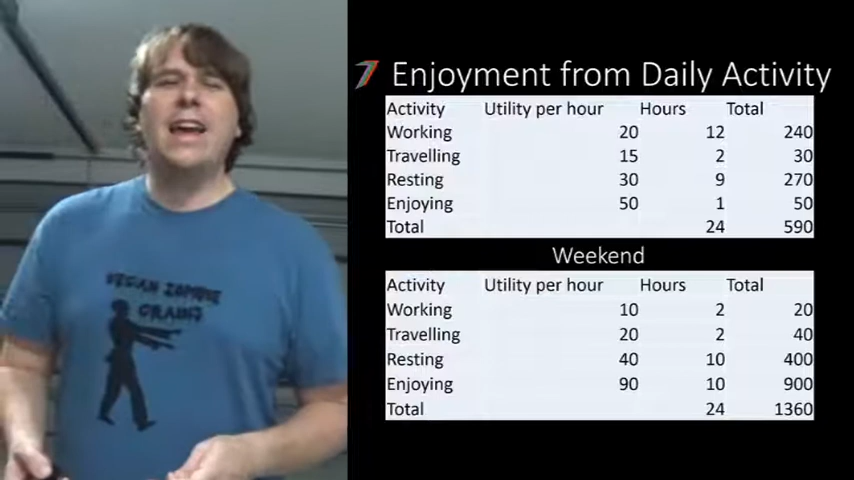 Enjoyment from Daily Activity
Activity Utility per hour Hours Total
Working 20 12 240
Travelling 15 2 30
Resting 30 9 270
Enjoying 50 1 50
Total 24 590
Weekend
Activity Utility per hour Hours Total
Working 10 2 20
Travelling 20 2 40
Resting 40 10 400
Enjoying 90 10 900
Total 24 1360
VEGAN ZOMBIE